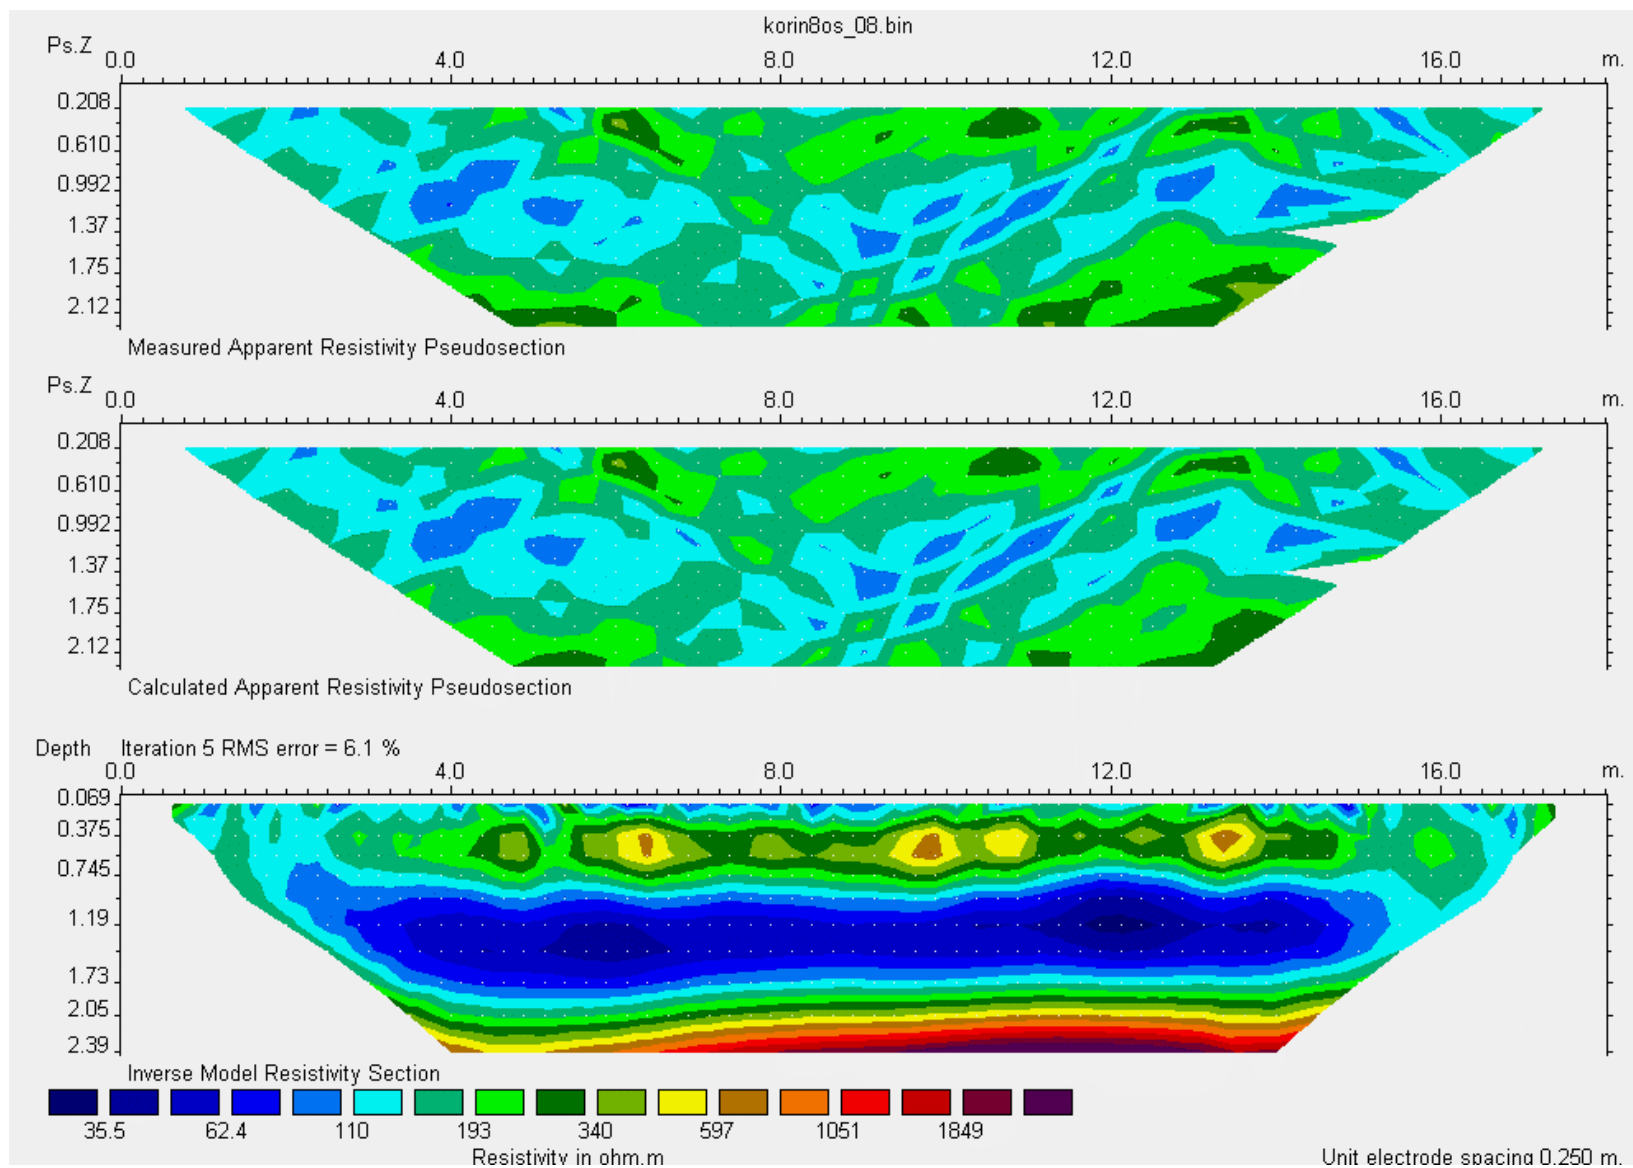 korin8os_08.bin
Ps.Z 0.0 4.0 8.0 12.0 16.0 m.
0.208
0.610
0.992
1.37
1.75
2.12
Measured Apparent Resistivity Pseudosection
Ps.Z 0.0 4.0 8.0 12.0 16.0 m.
0.208
0.610
0.992
1.37
1.75
2.12
Calculated Apparent Resistivity Pseudosection
Depth Iteration 5 RMS error = 6.1 %
0.0 4.0 8.0 12.0 16.0 m.
0.069
0.375
0.745
1.19
1.73
2.05
2.39
Inverse Model Resistivity Section
35.5 62.4 110 193 340 597 1051 1849
Resistivity in ohm.m Unit electrode spacing 0.250 m.